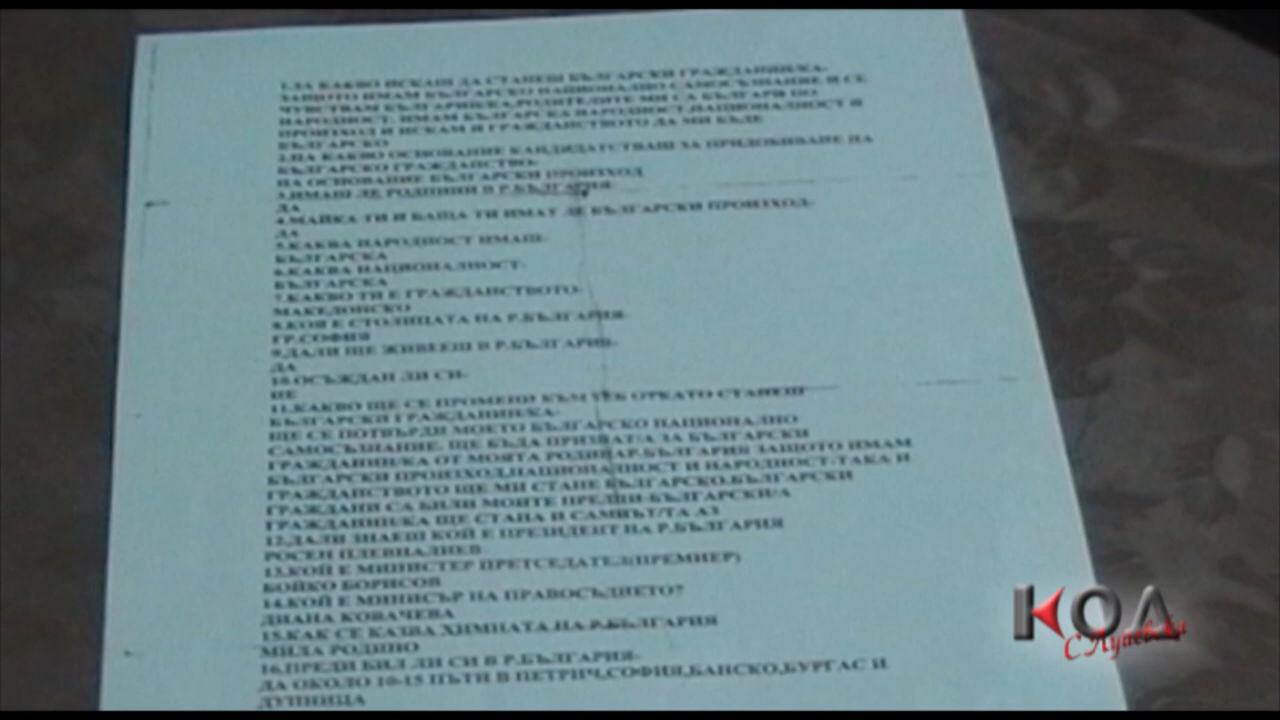 1.ЗА КАКВО ИСКАШ ДА СТАНЕШ БЪЛГАРСКИ ГРАЖДАНИН/КА-
ЗАЩОТО ИМАМ БЪЛГАРСКО НАЦИОНАЛНО САМОСЪЗНАНИЕ И СЕ
ЧУВСТВАМ БЪЛГАРИН/КА,РОДИТЕЛИТЕ МИ СА БЪЛГАРИ ПО
НАРОДНОСТ. ИМАМ БЪЛГАРСКА НАРОДНОСТ,НАЦИОНАЛНОСТ И
ПРОИЗХОД И ИСКАМ И ГРАЖДАНСТВОТО ДА МИ БЪДЕ
БЪЛГАРСКО
2.НА КАКВО ОСНОВАНИЕ КАНДИДАТСТВАШ ЗА ПРИДОБИВАНЕ НА
БЪЛГАРСКО ГРАЖДАНСТВО-
НА ОСНОВАНИЕ БЪЛГАРСКИ ПРОИЗХОД
3.ИМАШ ЛЕ РОДНИНИ В Р.БЪЛГАРИЯ-
ДА
4.МАЙКА ТИ И БАЩА ТИ ИМАТ ЛЕ БЪЛГАРСКИ ПРОИЗХОД-
ДА
5.КАКВА НАРОДНОСТ ИМАШ-
БЪЛГАРСКА
6.КАКВА НАЦИОНАЛНОСТ-
БЪЛГАРСКА
7.КАКВО ТИ Е ГРАЖДАНСТВОТО-
МАКЕДОНСКО
8.КОЯ Е СТОЛИЦАТА НА Р.БЪЛГАРИЯ-
ГР.СОФИЯ
9.ДАЛИ ЩЕ ЖИВЕЕШ В Р.БЪЛГАРИЯ-
ДА
10.ОСЪЖДАН ЛИ СИ-
НЕ
11.КАКВО ЩЕ СЕ ПРОМЕНИ КЪМ ТЕБ ОТКАТО СТАНЕШ
БЪЛГАРСКИ ГРАЖДАНИН/КА-
ЩЕ СЕ ПОТВЪРДИ МОЕТО БЪЛГАРСКО НАЦИОНАЛНО
САМОСЪЗНАНИЕ. ЩЕ БЪДА ПРИЗНАТ/А ЗА БЪЛГАРСКИ
ГРАЖДАНИН/КА ОТ МОЯТА РОДИНА Р.БЪЛГАРИЯ ЗАЩОТО ИМАМ
БЪЛГАРСКИ ПРОИЗХОД,НАЦИОНАЛНОСТ И НАРОДНОСТ-ТАКА И
ГРАЖДАНСТВОТО ЩЕ МИ СТАНЕ БЪЛГАРСКО.БЪЛГАРСКИ
ГРАЖДАНИ СА БИЛИ МОИТЕ ПРЕДЦИ-БЪЛГАРСКИ/А
ГРАЖДАНИН/КА ЩЕ СТАНА И САМИЯТ/ТА АЗ
12.ДАЛИ ЗНАЕШ КОЙ Е ПРЕЗИДЕНТ НА Р.БЪЛГАРИЯ
РОСЕН ПЛЕВНАЛИЕВ
13.КОЙ Е МИНИСТЕР ПРЕТСЕДАТЕЛ(ПРЕМИЕР)
БОЙКО БОРИСОВ
14.КОЙ Е МИНИСЪР НА ПРАВОСЪДИЕТО?
ДИАНА КОВАЧЕВА
15.КАК СЕ КАЗВА ХИМНАТА НА Р.БЪЛГАРИЯ
МИЛА РОДИНО
16.ПРЕДИ БИЛ ЛИ СИ В Р.БЪЛГАРИЯ-
ДА ОКОЛО 10-15 ПЪТИ В ПЕТРИЧ,СОФИЯ,БАНСКО,БУРГАС И
ДУПНИЦА
КОД
С Лупевска